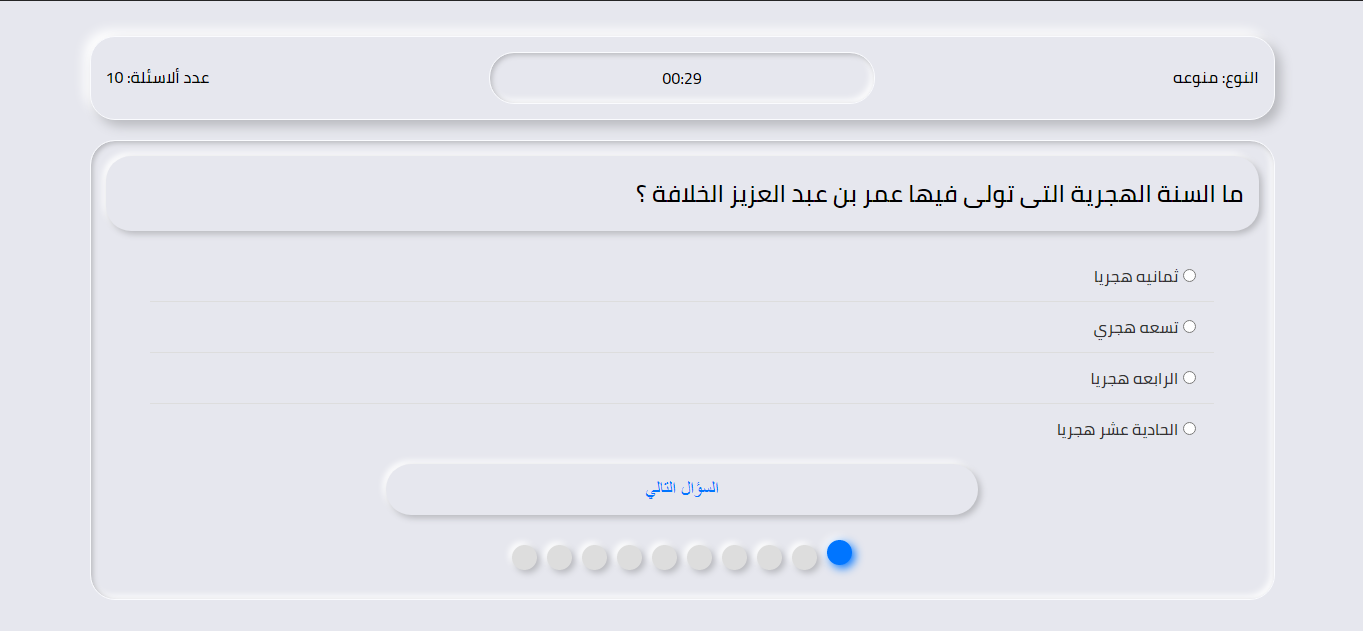 النوع: منوعه
00:29
عدد ألاسئلة: 10
ما السنة الهجرية التى تولى فيها عمر بن عبد العزيز الخلافة ؟
ثمانيه هجريا
تسعه هجري
الرابعه هجريا
الحادية عشر هجريا
السؤال التالي